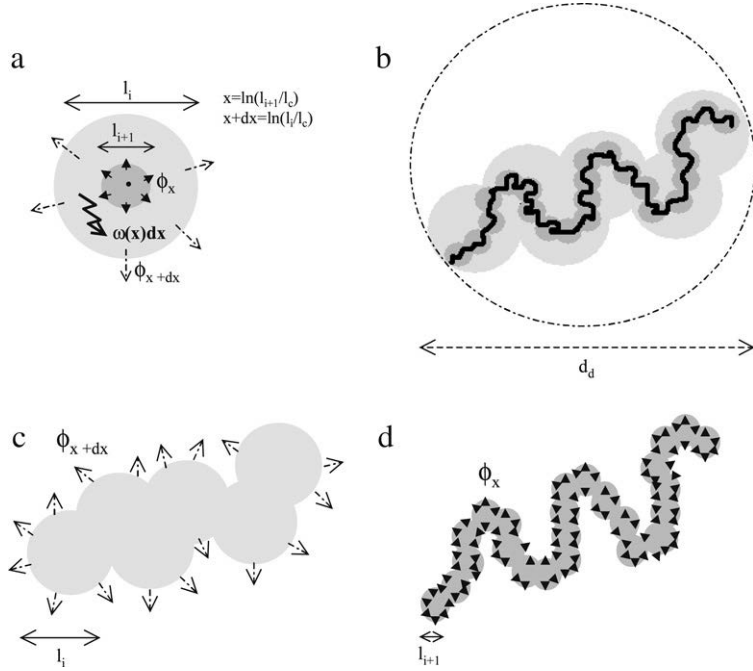 a
l_i
x=ln(l_{i+1}/l_c)
x+dx=ln(l_i/l_c)
l_{i+1}
ϕ_x
ω(x)dx
ϕ_{x+dx}
b
d_d
c
ϕ_{x+dx}
l_i
d
ϕ_x
l_{i+1}